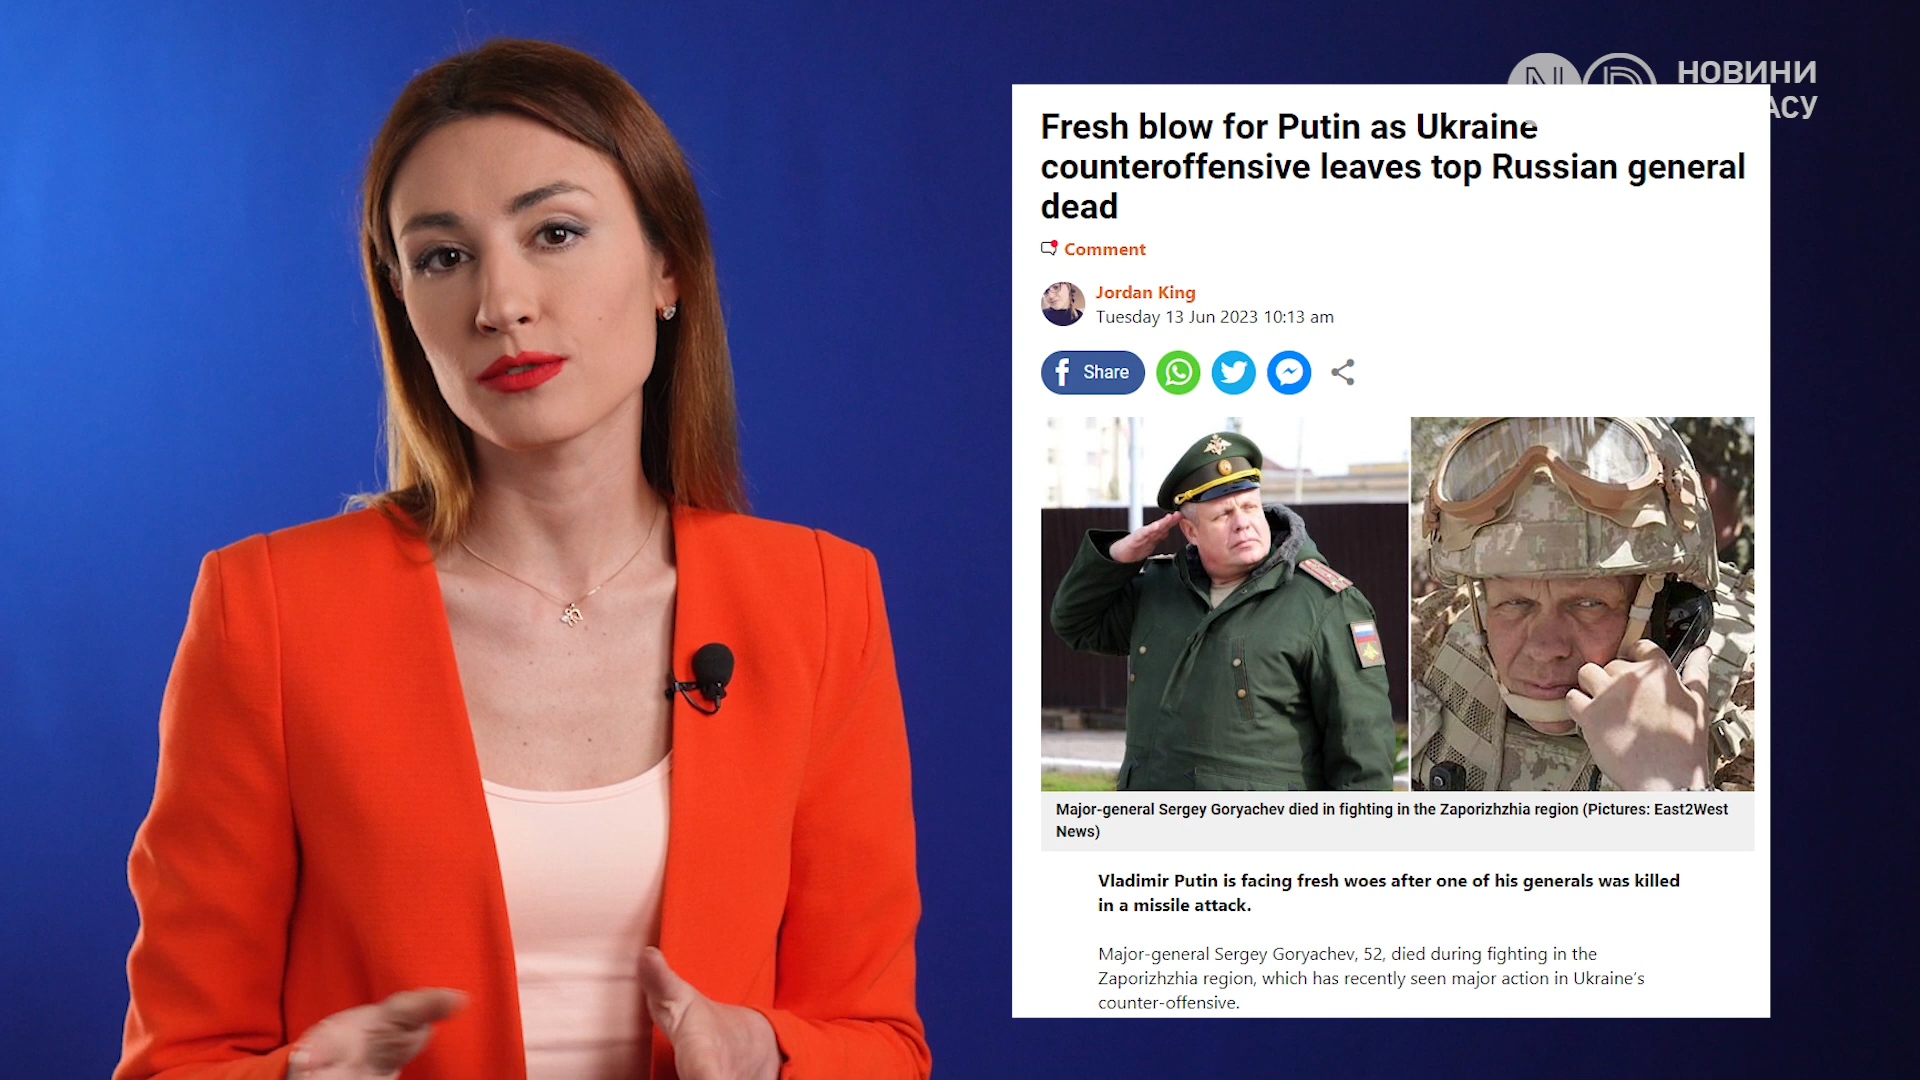 НОВИНИ
Fresh blow for Putin as Ukraine
counteroffensive leaves top Russian general
dead
Comment
Jordan King
Tuesday 13 Jun 2023 10:13 am
Share
Major-general Sergey Goryachev died in fighting in the Zaporizhzhia region (Pictures: East2West
News)
Vladimir Putin is facing fresh woes after one of his generals was killed
in a missile attack.
Major-general Sergey Goryachev, 52, died during fighting in the
Zaporizhzhia region, which has recently seen major action in Ukraine's
counter-offensive.